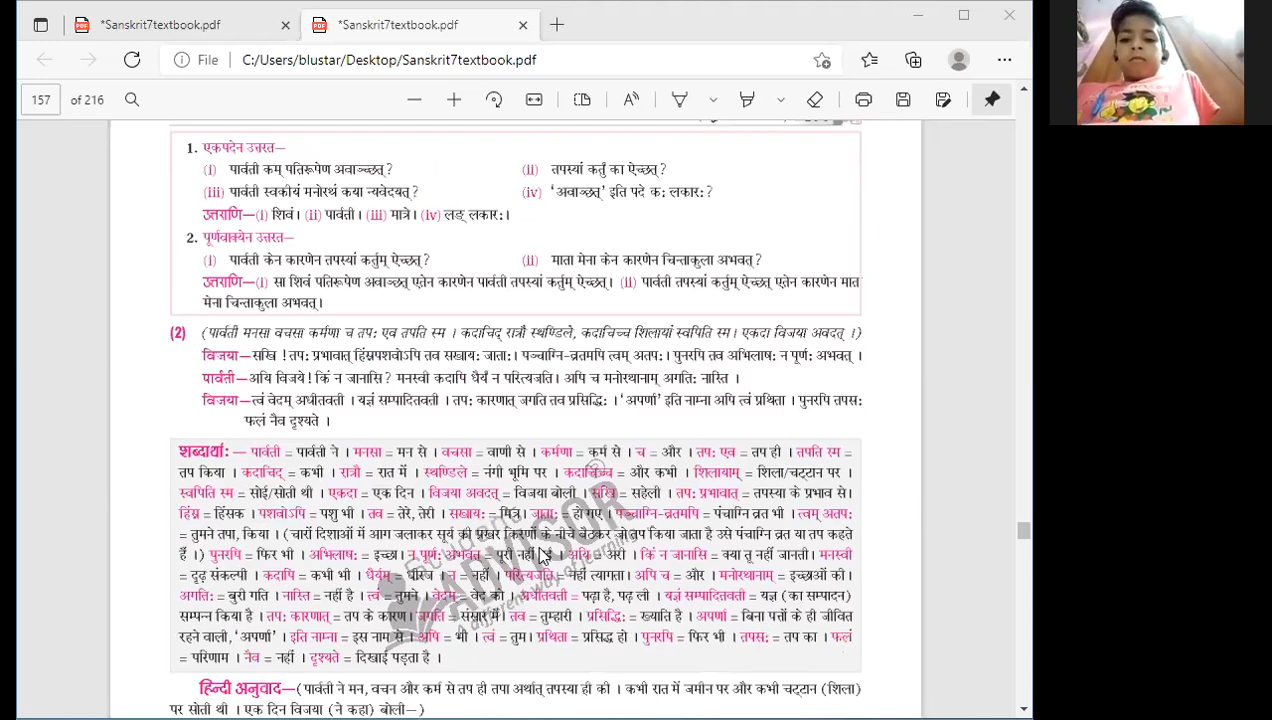 *Sanskrit7textbook.pdf
*Sanskrit7textbook.pdf
File C:/Users/blustar/Desktop/Sanskrit7textbook.pdf
157 of 216
1. एकपदेन उत्तरत–
(i) पार्वती कम् पतिरूपेण अवाञ्छत्? (ii) तपस्यां कर्तुं का ऐच्छत्?
(iii) पार्वती स्वकीयं मनोरथं कया न्यवेदयत्? (iv) 'अवाञ्छत्' इति पदे क: लकार:?
उत्तराणि–(i) शिवं। (ii) पार्वती। (iii) मात्रे। (iv) लङ् लकार:।
2. पूर्णवाक्येन उत्तरत–
(i) पार्वती केन कारणेन तपस्यां कर्तुम् ऐच्छत्? (ii) माता मेना केन कारणेन चिन्ताकुला अभवत्?
उत्तराणि–(i) सा शिवं पतिरूपेण अवाञ्छत् एतेन कारणेन पार्वती तपस्यां कर्तुम् ऐच्छत्। (ii) पार्वती तपस्यां कर्तुम् ऐच्छत् एतेन कारणेन मात
मेना चिन्ताकुला अभवत्।
(2) (पार्वती मनसा वचसा कर्मणा च तप: एव तपति स्म । कदाचिद् रात्रौ स्थण्डिले, कदाचिच्च शिलायां स्वपिति स्म। एकदा विजया अवदत् ।)
विजया–सखि ! तप: प्रभावात् हिंस्रपशवोऽपि तव सखाय: जाता:। पञ्चाग्नि-व्रतमपि त्वम् अतप:। पुनरपि तव अभिलाष: न पूर्ण: अभवत् ।
पार्वती–अयि विजये! किं न जानासि? मनस्वी कदापि धैर्यं न परित्यजति। अपि च मनोरथानाम् अगति: नास्ति ।
विजया–त्वं वेदम् अधीतवती । यज्ञं सम्पादितवती । तप: कारणात् जगति तव प्रसिद्धि: । 'अपर्णा' इति नाम्ना अपि त्वं प्रथिता । पुनरपि तपस:
फलं नैव दृश्यते ।
शब्दार्था: – पार्वती = पार्वती ने । मनसा = मन से । वचसा = वाणी से । कर्मणा = कर्म से । च = और । तप: एव = तप ही । तपति स्म =
तप किया । कदाचिद् = कभी । रात्रौ = रात में । स्थण्डिले = नंगी भूमि पर । कदाचिच्च = और कभी । शिलायाम् = शिला/चट्टान पर ।
स्वपिति स्म = सोई/सोती थी । एकदा = एक दिन । विजया अवदत् = विजया बोली । सखि = सहेली । तप: प्रभावात् = तपस्या के प्रभाव से।
हिंस्र = हिंसक । पशवोऽपि = पशु भी । तव = तेरे, तेरी । सखाय: = मित्र। जाता: = हो गए। पञ्चाग्नि-व्रतमपि = पंचाग्नि व्रत भी । त्वम् अतप:
= तुमने तपा, किया । (चारों दिशाओं में आग जलाकर सूर्य की प्रखर किरणों के नीचे बैठकर जो तप किया जाता है उसे पंचाग्नि व्रत या तप कहते
हैं ।) पुनरपि = फिर भी । अभिलाष: = इच्छा। न पूर्ण: अभवत् = पूरी नहीं हुई । अयि = अरी । किं न जानासि = क्या तू नहीं जानती। मनस्वी
= दृढ़ संकल्पी । कदापि = कभी भी । धैर्यम् = धीरज । न = नहीं । परित्यजति = नहीं त्यागता। अपि च = और । मनोरथानाम् = इच्छाओं की।
अगति: = बुरी गति । नास्ति = नहीं है । त्वं = तुमने । वेदम् = वेद को । अधीतवती = पढ़ा है, पढ़ ली । यज्ञं सम्पादितवती = यज्ञ (का सम्पादन)
सम्पन्न किया है । तप: कारणात् = तप के कारण। जगति = संसार में। तव = तुम्हारी । प्रसिद्धि: = ख्याति है । अपर्णा = बिना पत्तों के ही जीवित
रहने वाली, 'अपर्णा' । इति नाम्ना = इस नाम से । अपि = भी । त्वं = तुम। प्रथिता = प्रसिद्ध हो । पुनरपि = फिर भी । तपस: = तप का । फलं
= परिणाम । नैव = नहीं । दृश्यते = दिखाई पड़ता है ।
ADVISOR
A different way of learning
हिन्दी अनुवाद–(पार्वती ने मन, वचन और कर्म से तप ही तपा अर्थात् तपस्या ही की । कभी रात में जमीन पर और कभी चट्टान (शिला)
पर सोती थी । एक दिन विजया (ने कहा) बोली–)